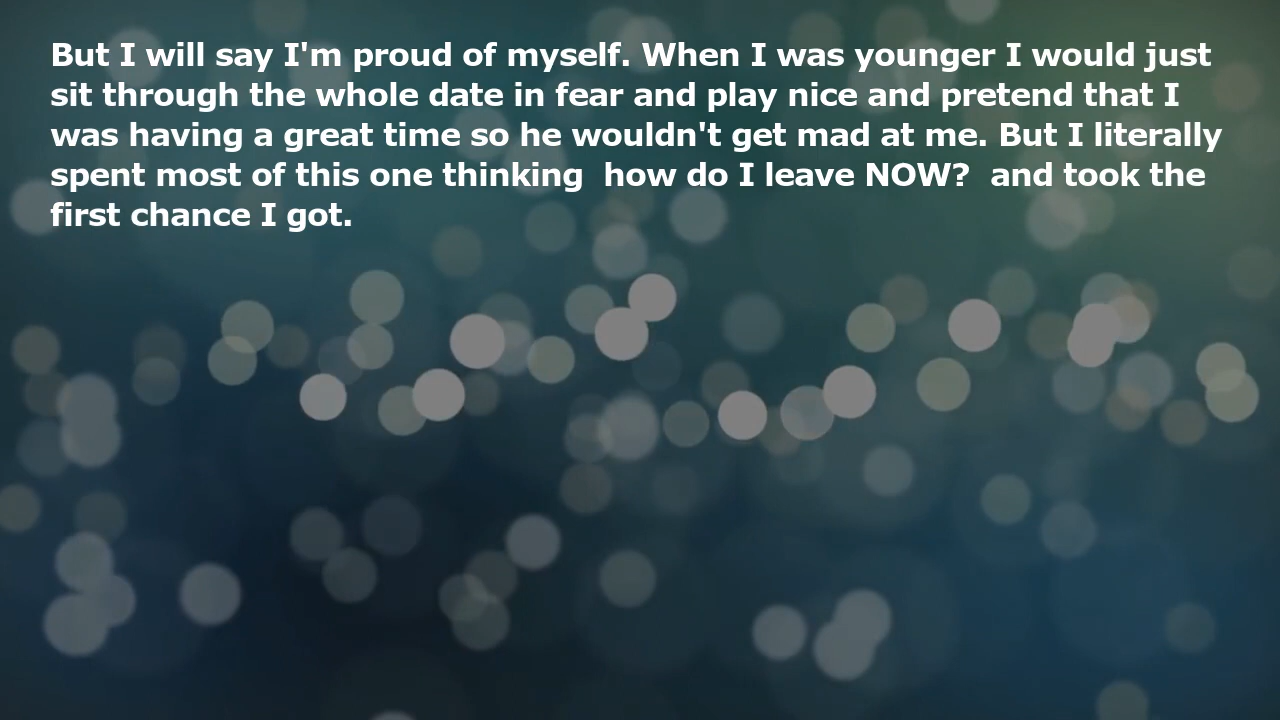 But I will say I'm proud of myself. When I was younger I would just
sit through the whole date in fear and play nice and pretend that I
was having a great time so he wouldn't get mad at me. But I literally
spent most of this one thinking  how do I leave NOW?  and took the
first chance I got.